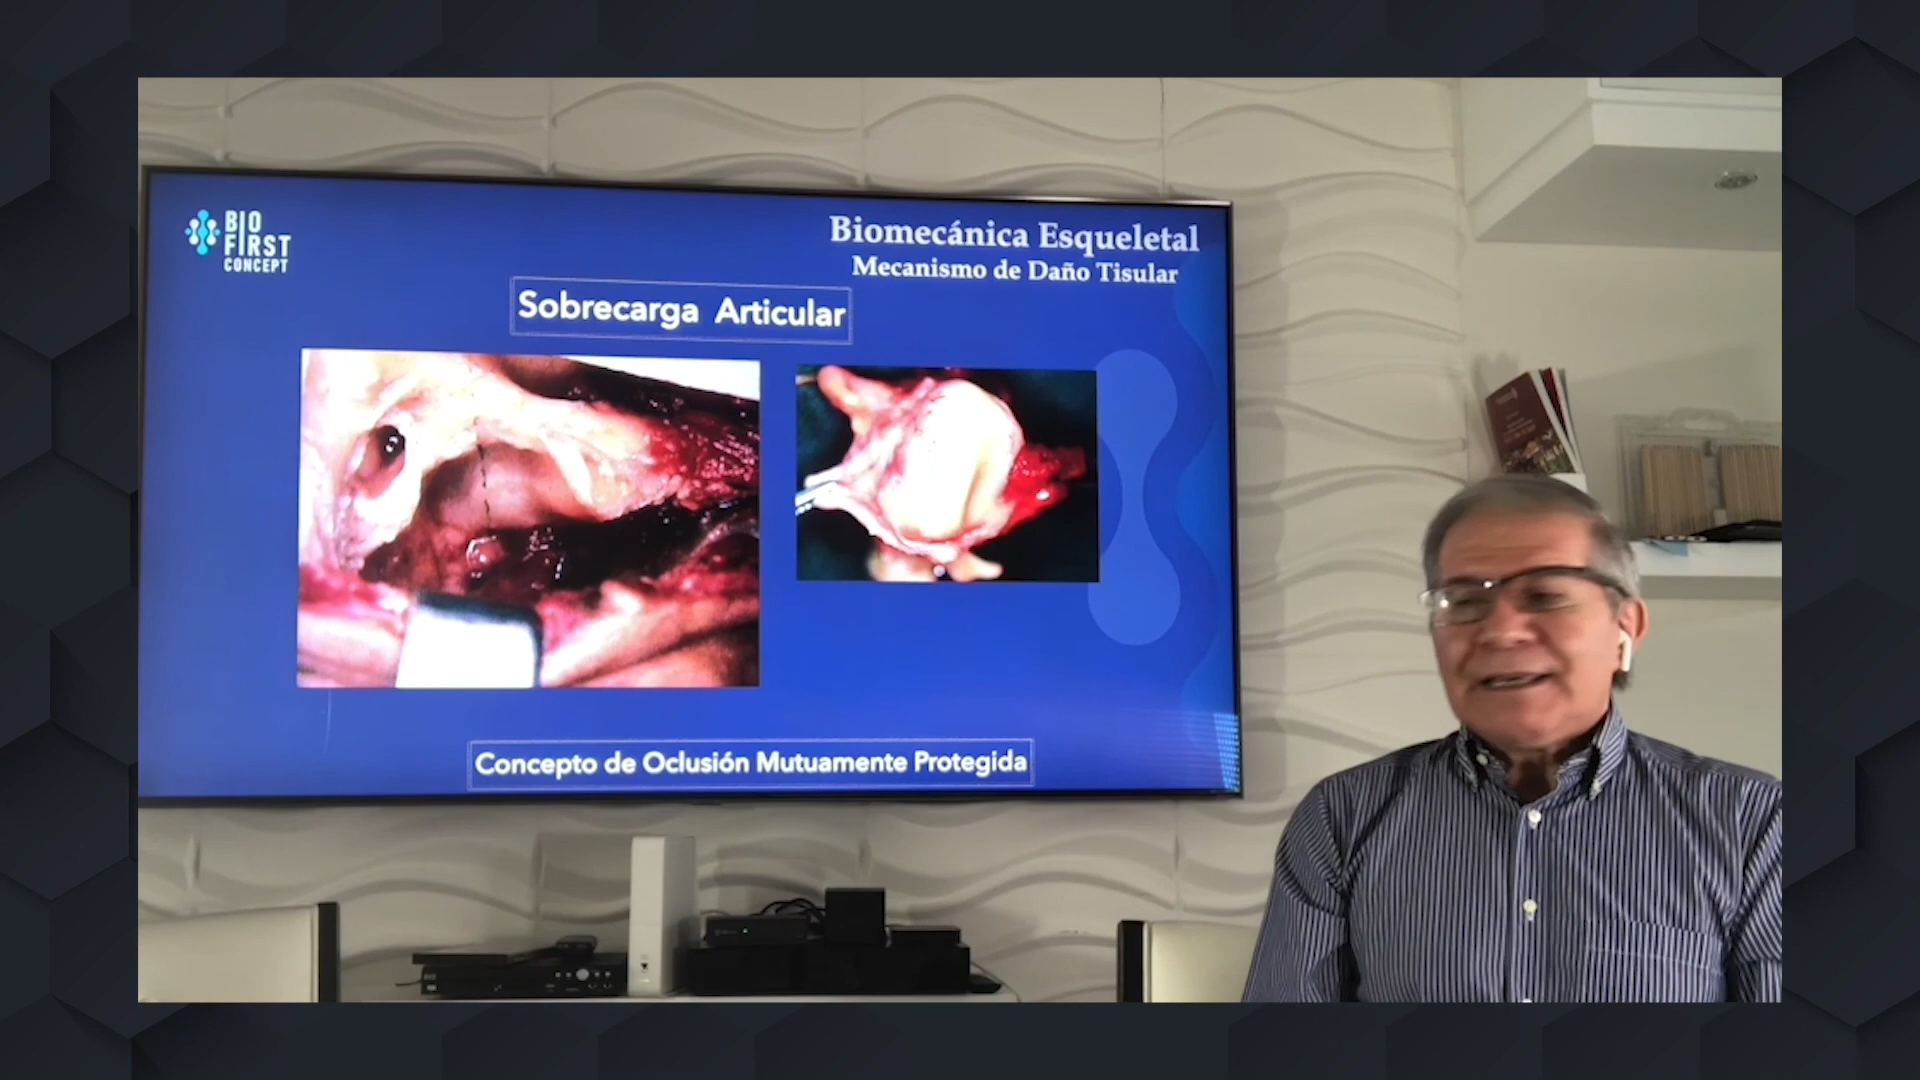 BIO
FIRST
CONCEPT
Biomecánica Esqueletal
Mecanismo de Daño Tisular
Sobrecarga Articular
Concepto de Oclusión Mutuamente Protegida